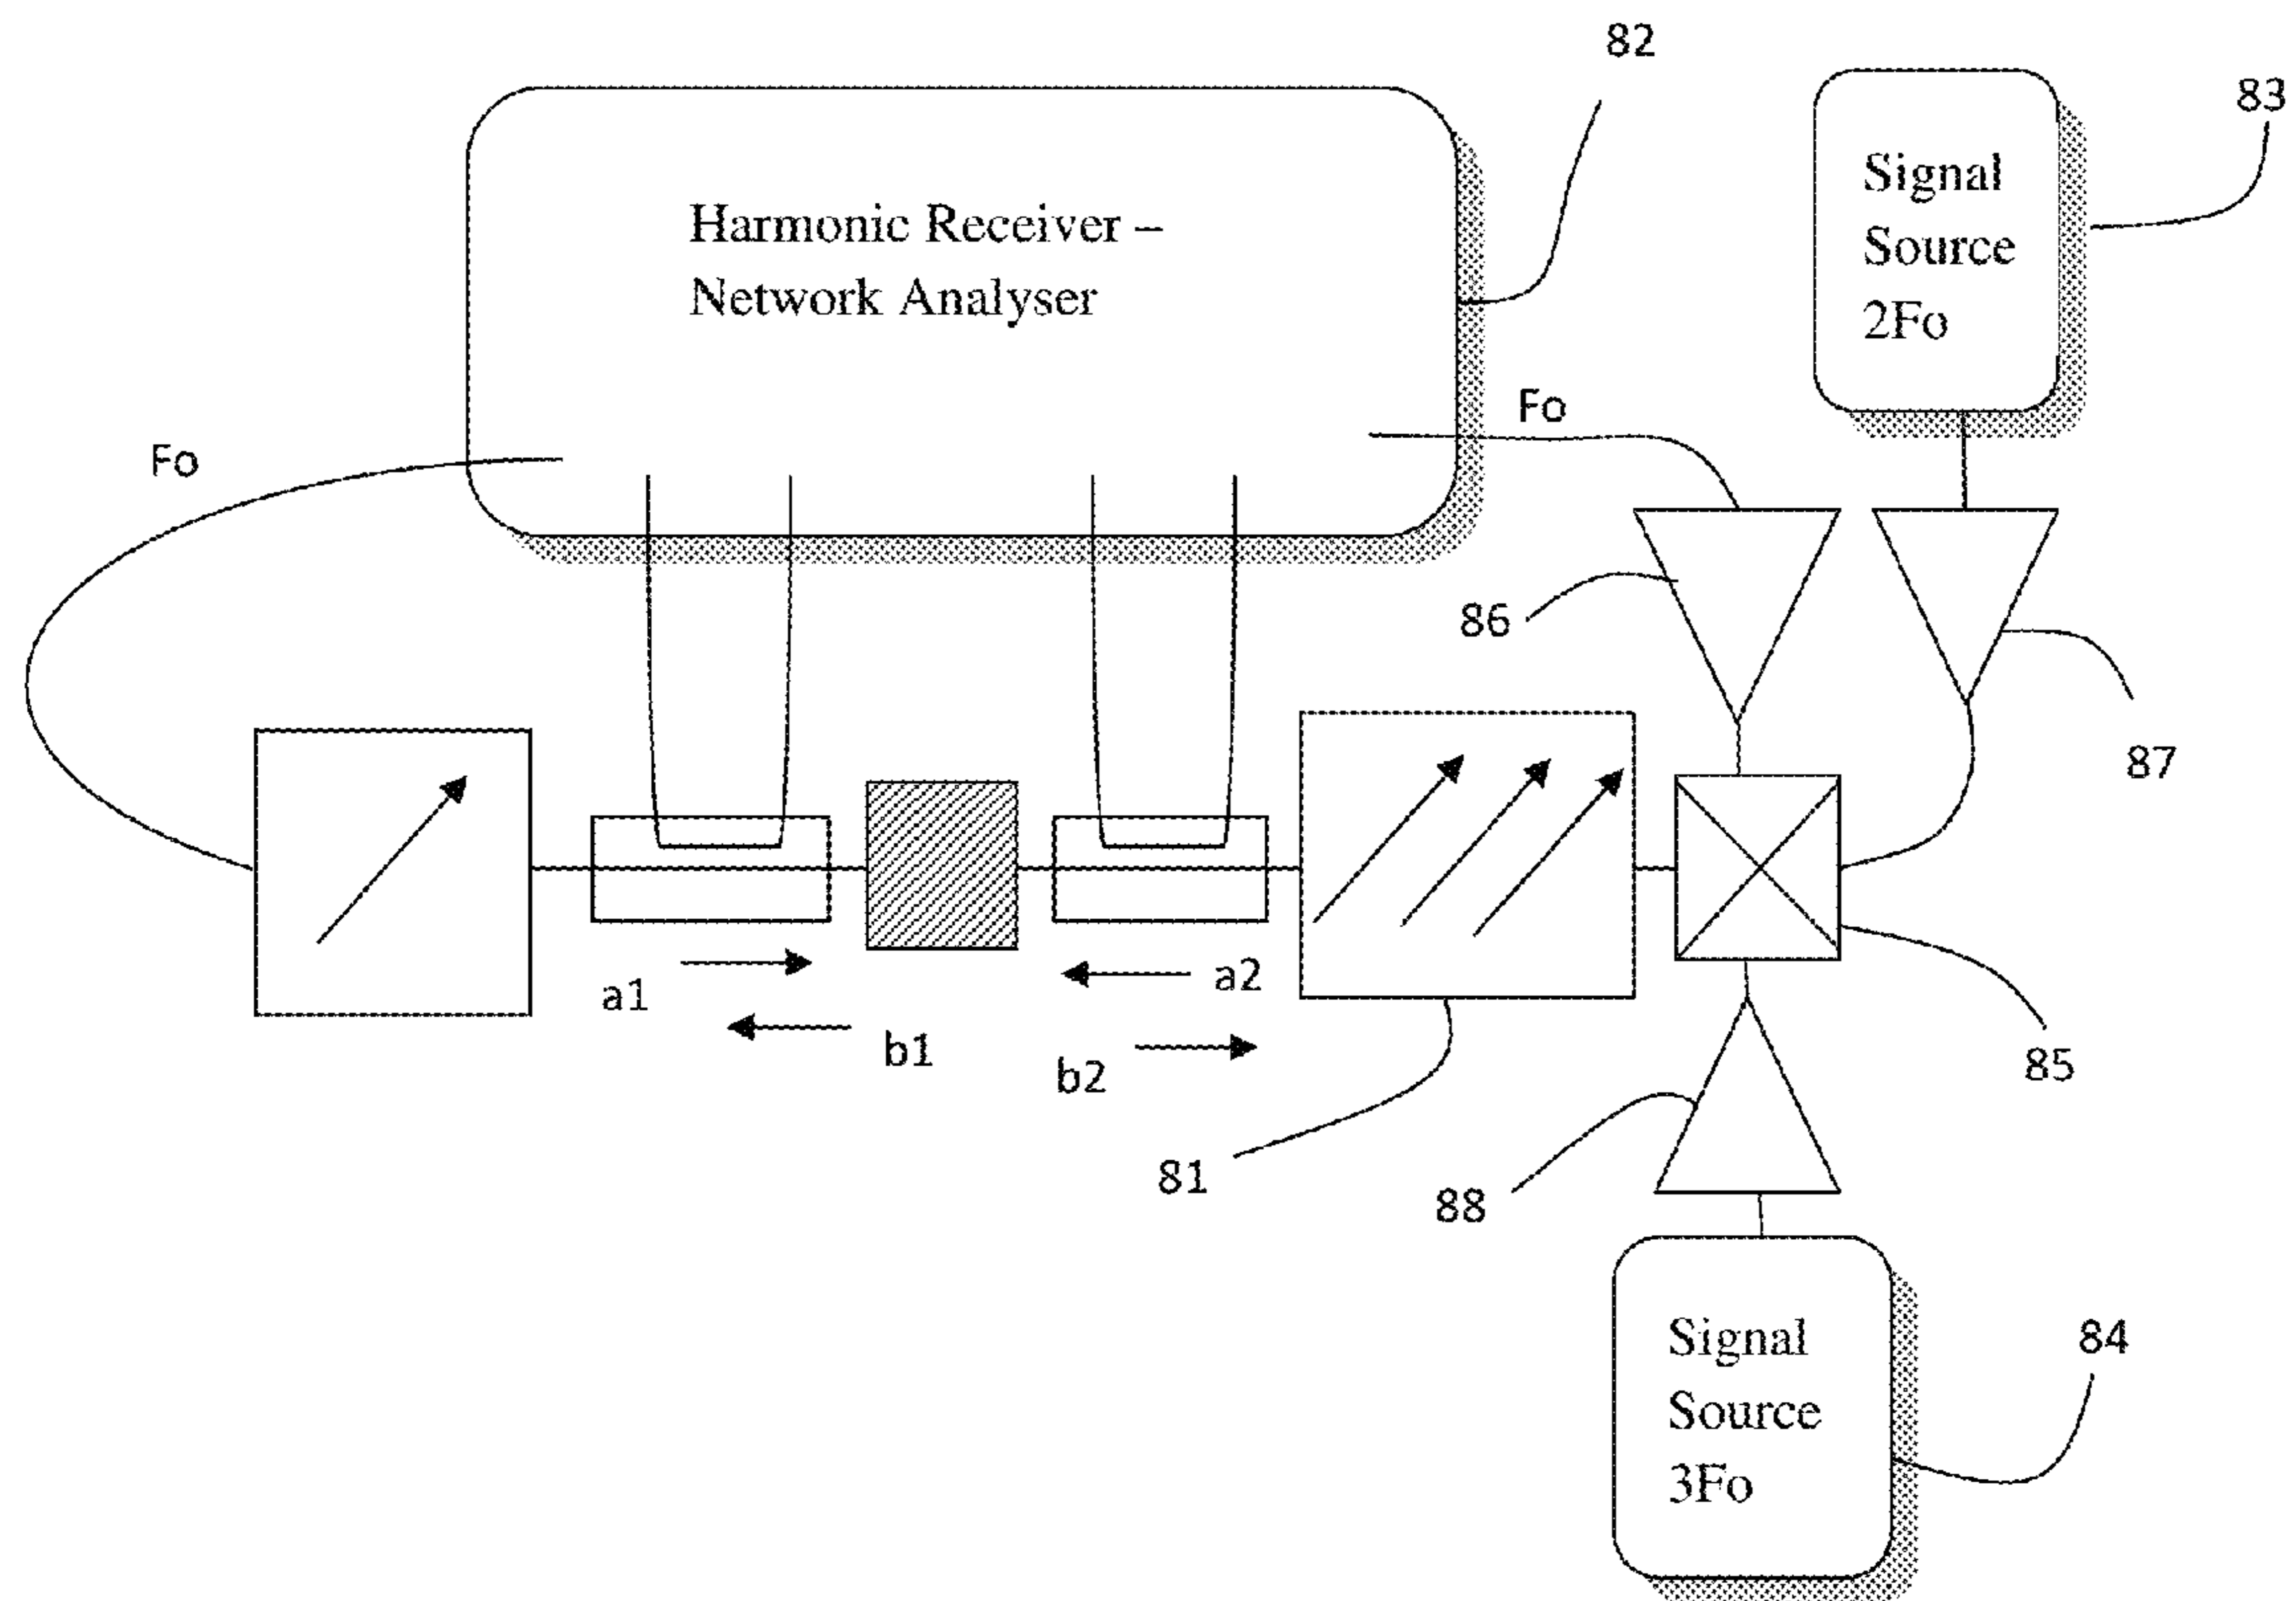 82
83
Signal
Source
2Fo
Harmonic Receiver –
Network Analyser
Fo
Fo
86
87
a1
b1
a2
b2
85
81
88
Signal
Source
3Fo
84